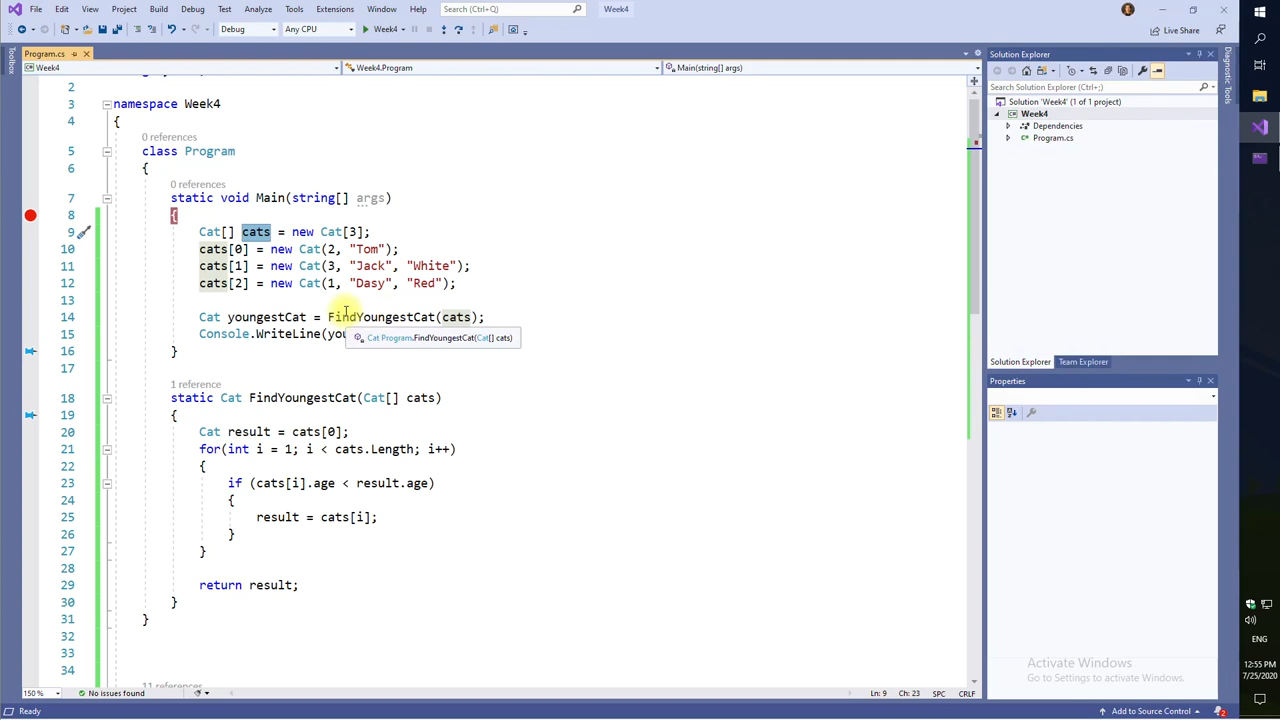 File Edit View Project Build Debug Test Analyze Tools Extensions Window Help Search (Ctrl+Q) Week4
Debug Any CPU Week4 Live Share
Toolbox
Program.cs
Week4 Week4.Program Main(string[] args)
2
3 namespace Week4
4 {
0 references
5 class Program
6 {
0 references
7 static void Main(string[] args)
8 {
9 Cat[] cats = new Cat[3];
10 cats[0] = new Cat(2, "Tom");
11 cats[1] = new Cat(3, "Jack", "White");
12 cats[2] = new Cat(1, "Dasy", "Red");
13
14 Cat youngestCat = FindYoungestCat(cats);
15 Console.WriteLine(you
Cat Program.FindYoungestCat(Cat[] cats)
16 }
17
1 reference
18 static Cat FindYoungestCat(Cat[] cats)
19 {
20 Cat result = cats[0];
21 for(int i = 1; i < cats.Length; i++)
22 {
23 if (cats[i].age < result.age)
24 {
25 result = cats[i];
26 }
27 }
28
29 return result;
30 }
31 }
32
33
34
11 references
150 % No issues found Ln: 9 Ch: 23 SPC CRLF
Ready Add to Source Control 2
Solution Explorer
Search Solution Explorer (Ctrl+;)
Solution 'Week4' (1 of 1 project)
Week4
Dependencies
Program.cs
Solution Explorer Team Explorer
Properties
Diagnostic Tools
Activate Windows
Go to Settings to activate Windows.
ENG
12:55 PM
7/25/2020